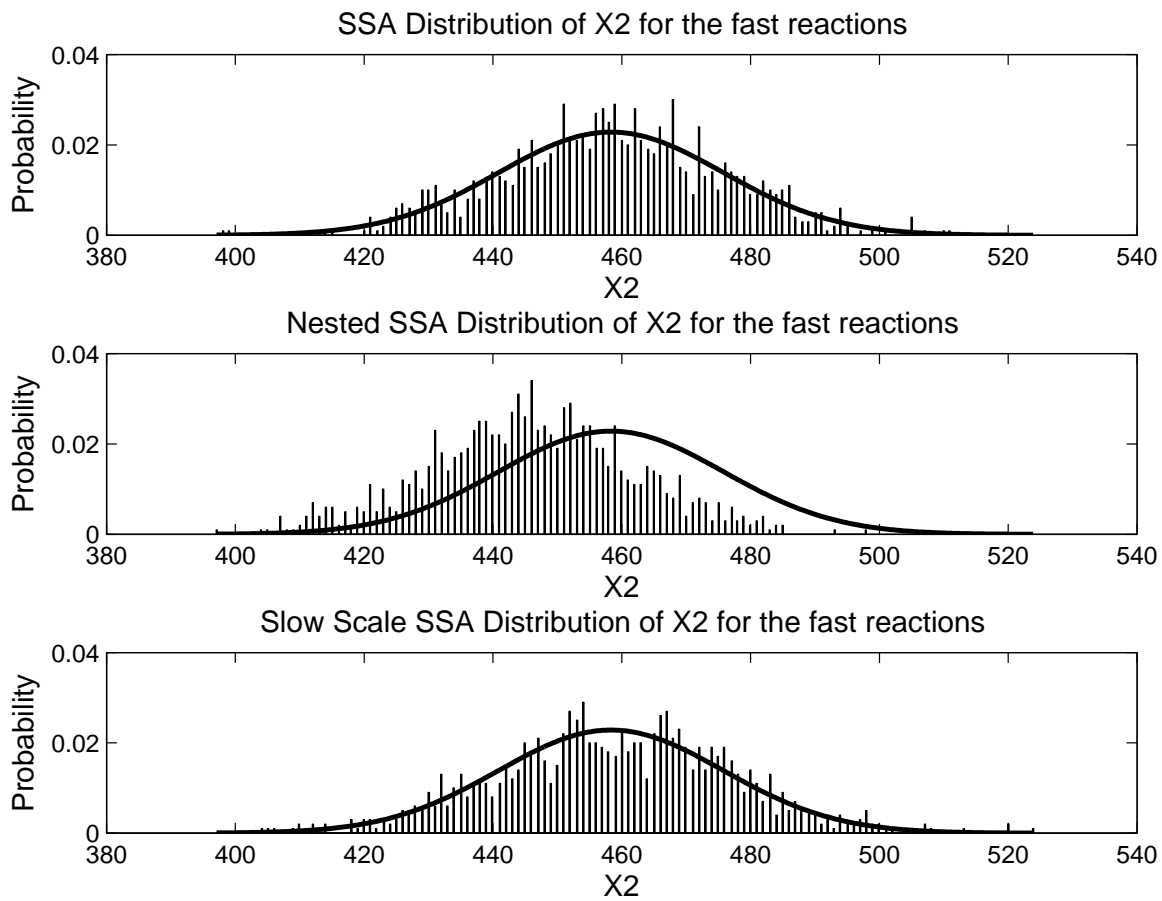 SSA Distribution of X2 for the fast reactions
0.04
0.02
0
Probability
380 400 420 440 460 480 500 520 540
X2
Nested SSA Distribution of X2 for the fast reactions
0.04
0.02
0
Probability
380 400 420 440 460 480 500 520 540
X2
Slow Scale SSA Distribution of X2 for the fast reactions
0.04
0.02
0
Probability
380 400 420 440 460 480 500 520 540
X2